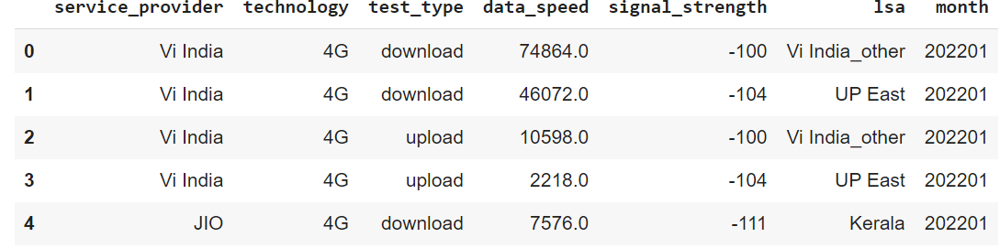 service_provider technology test_type data_speed signal_strength lsa month
0 Vi India 4G download 74864.0 -100 Vi India_other 202201
1 Vi India 4G download 46072.0 -104 UP East 202201
2 Vi India 4G upload 10598.0 -100 Vi India_other 202201
3 Vi India 4G upload 2218.0 -104 UP East 202201
4 JIO 4G download 7576.0 -111 Kerala 202201